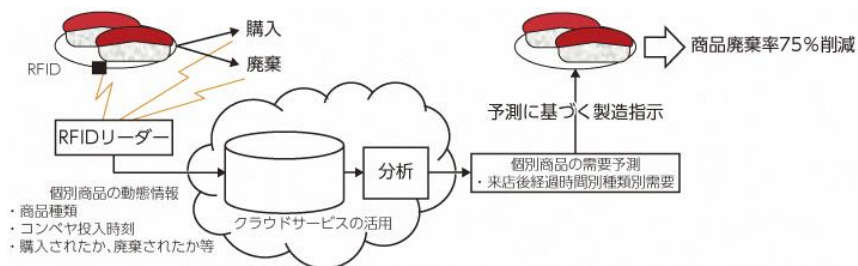 購入
廃棄
RFID
RFIDリーダー
個別商品の動態情報
・商品種類
・コンベヤ投入時刻
・購入されたか、廃棄されたか等
分析
クラウドサービスの活用
個別商品の需要予測
・来店後経過時間別種類別需要
予測に基づく製造指示
商品廃棄率75%削減